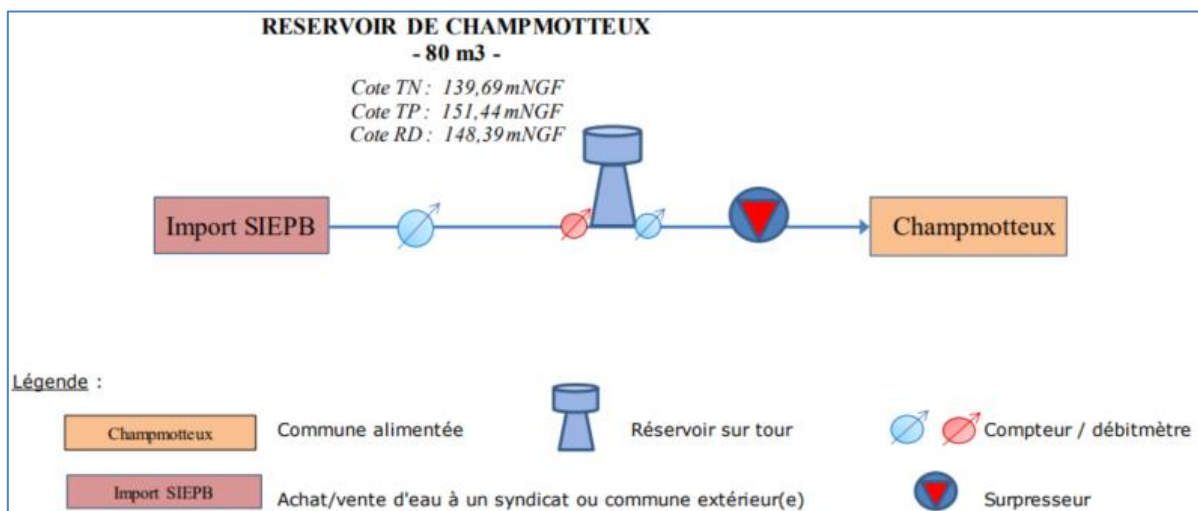 RESERVOIR DE CHAMPMOTTEUX
- 80 m3 -
Cote TN : 139,69 mNGF
Cote TP : 151,44 mNGF
Cote RD : 148,39 mNGF
Import SIEPB
Champmotteux
Légende :
Champmotteux
Commune alimentée
Réservoir sur tour
Compteur / débitmètre
Import SIEPB
Achat/vente d'eau à un syndicat ou commune extérieur(e)
Surpresseur